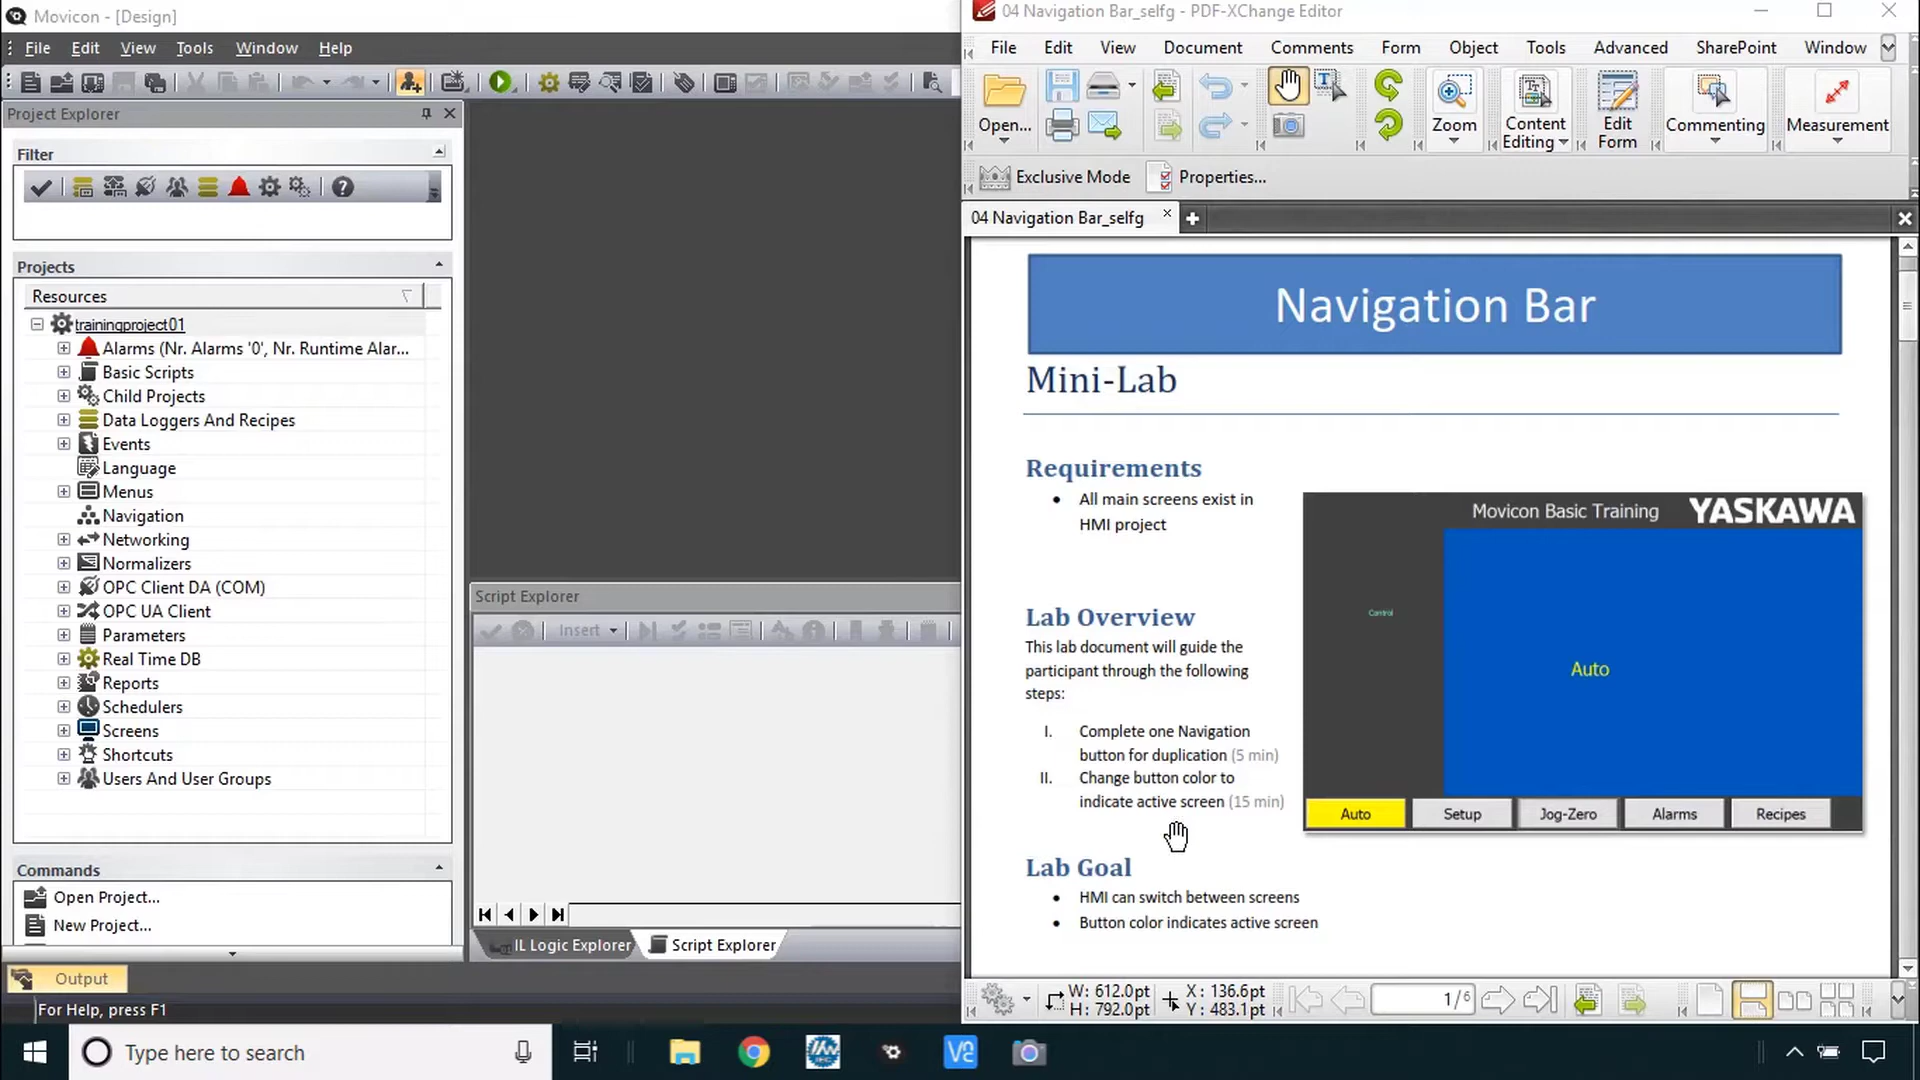 Movicon - [Design]
File Edit View Tools Window Help
Project Explorer
Filter
Projects
Resources
trainingproject01
Alarms (Nr. Alarms '0', Nr. Runtime Alar...
Basic Scripts
Child Projects
Data Loggers And Recipes
Events
Language
Menus
Navigation
Networking
Normalizers
OPC Client DA (COM)
OPC UA Client
Parameters
Real Time DB
Reports
Schedulers
Screens
Shortcuts
Users And User Groups
Commands
Open Project...
New Project...
Output
For Help, press F1
Script Explorer
Insert
IL Logic Explorer
Script Explorer
04 Navigation Bar_selfg - PDF-XChange Editor
File Edit View Document Comments Form Object Tools Advanced SharePoint Window
Open...
Zoom
Content Editing
Edit Form
Commenting
Measurement
Exclusive Mode
Properties...
04 Navigation Bar_selfg
Navigation Bar
Mini-Lab
Requirements
• All main screens exist in
HMI project
Lab Overview
This lab document will guide the
participant through the following
steps:
I. Complete one Navigation
button for duplication (5 min)
II. Change button color to
indicate active screen (15 min)
Movicon Basic Training YASKAWA
Control
Auto
Auto Setup Jog-Zero Alarms Recipes
Lab Goal
• HMI can switch between screens
• Button color indicates active screen
W: 612.0pt
H: 792.0pt
X: 136.6pt
Y: 483.1pt
1/6
Type here to search